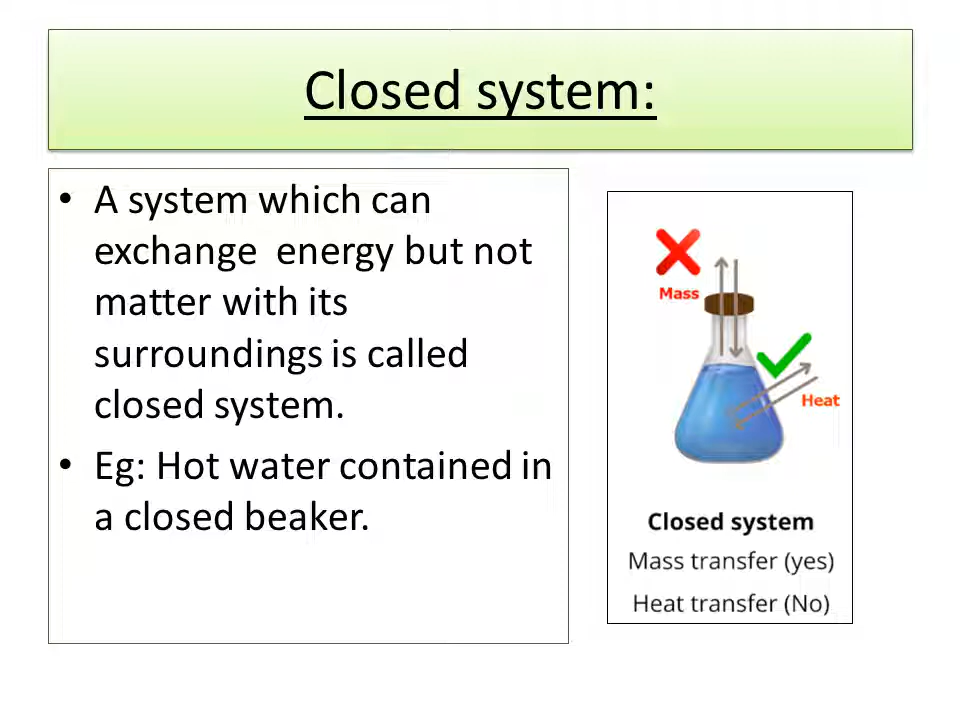 Closed system:
• A system which can
exchange  energy but not
matter with its
surroundings is called
closed system.
• Eg: Hot water contained in
a closed beaker.
Mass
Heat
Closed system
Mass transfer (yes)
Heat transfer (No)